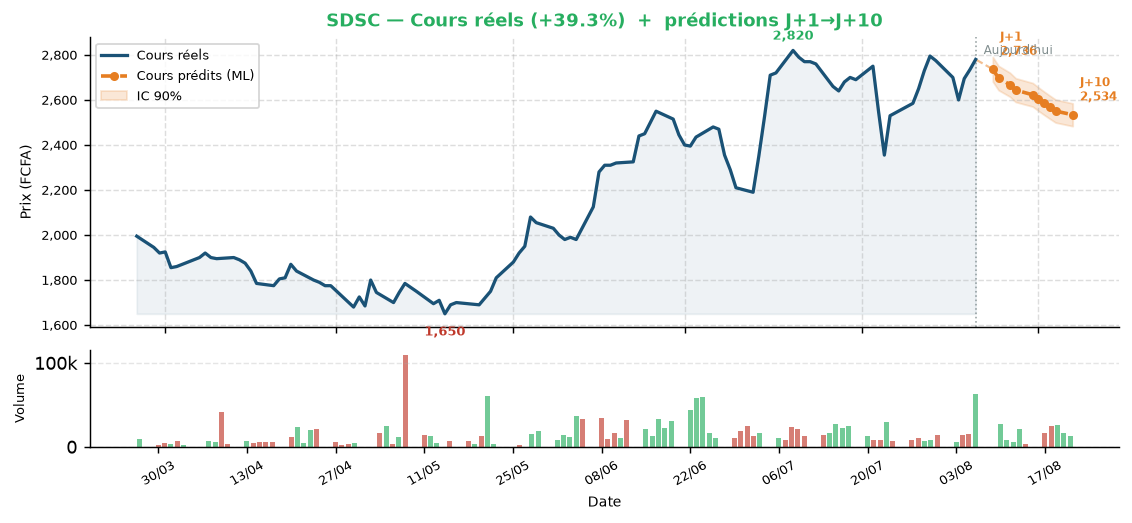 SDSC — Cours réels (+39.3%)  +  prédictions J+1→J+10
Cours réels
Cours prédits (ML)
IC 90%
2,820
J+1
2,736
Aujourd'hui
J+10
2,534
1,650
Prix (FCFA)
2,800
2,600
2,400
2,200
2,000
1,800
1,600
Volume
100k
0
30/03
13/04
27/04
11/05
25/05
08/06
22/06
06/07
20/07
03/08
17/08
Date